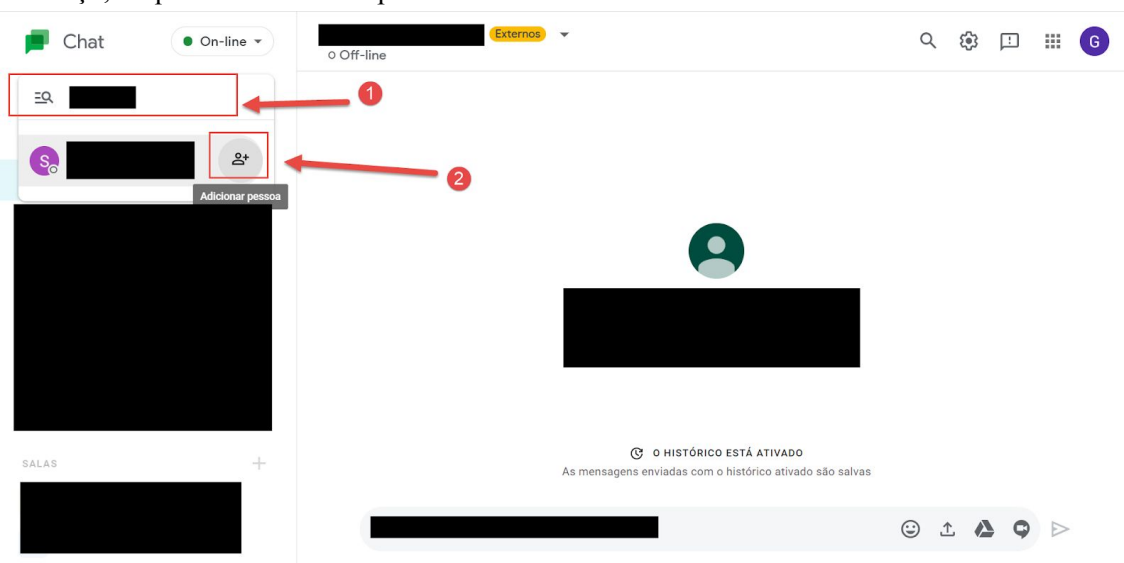 Chat
On-line
Externos
Off-line
G
1
S
2
Adicionar pessoa
O HISTÓRICO ESTÁ ATIVADO
As mensagens enviadas com o histórico ativado são salvas
SALAS